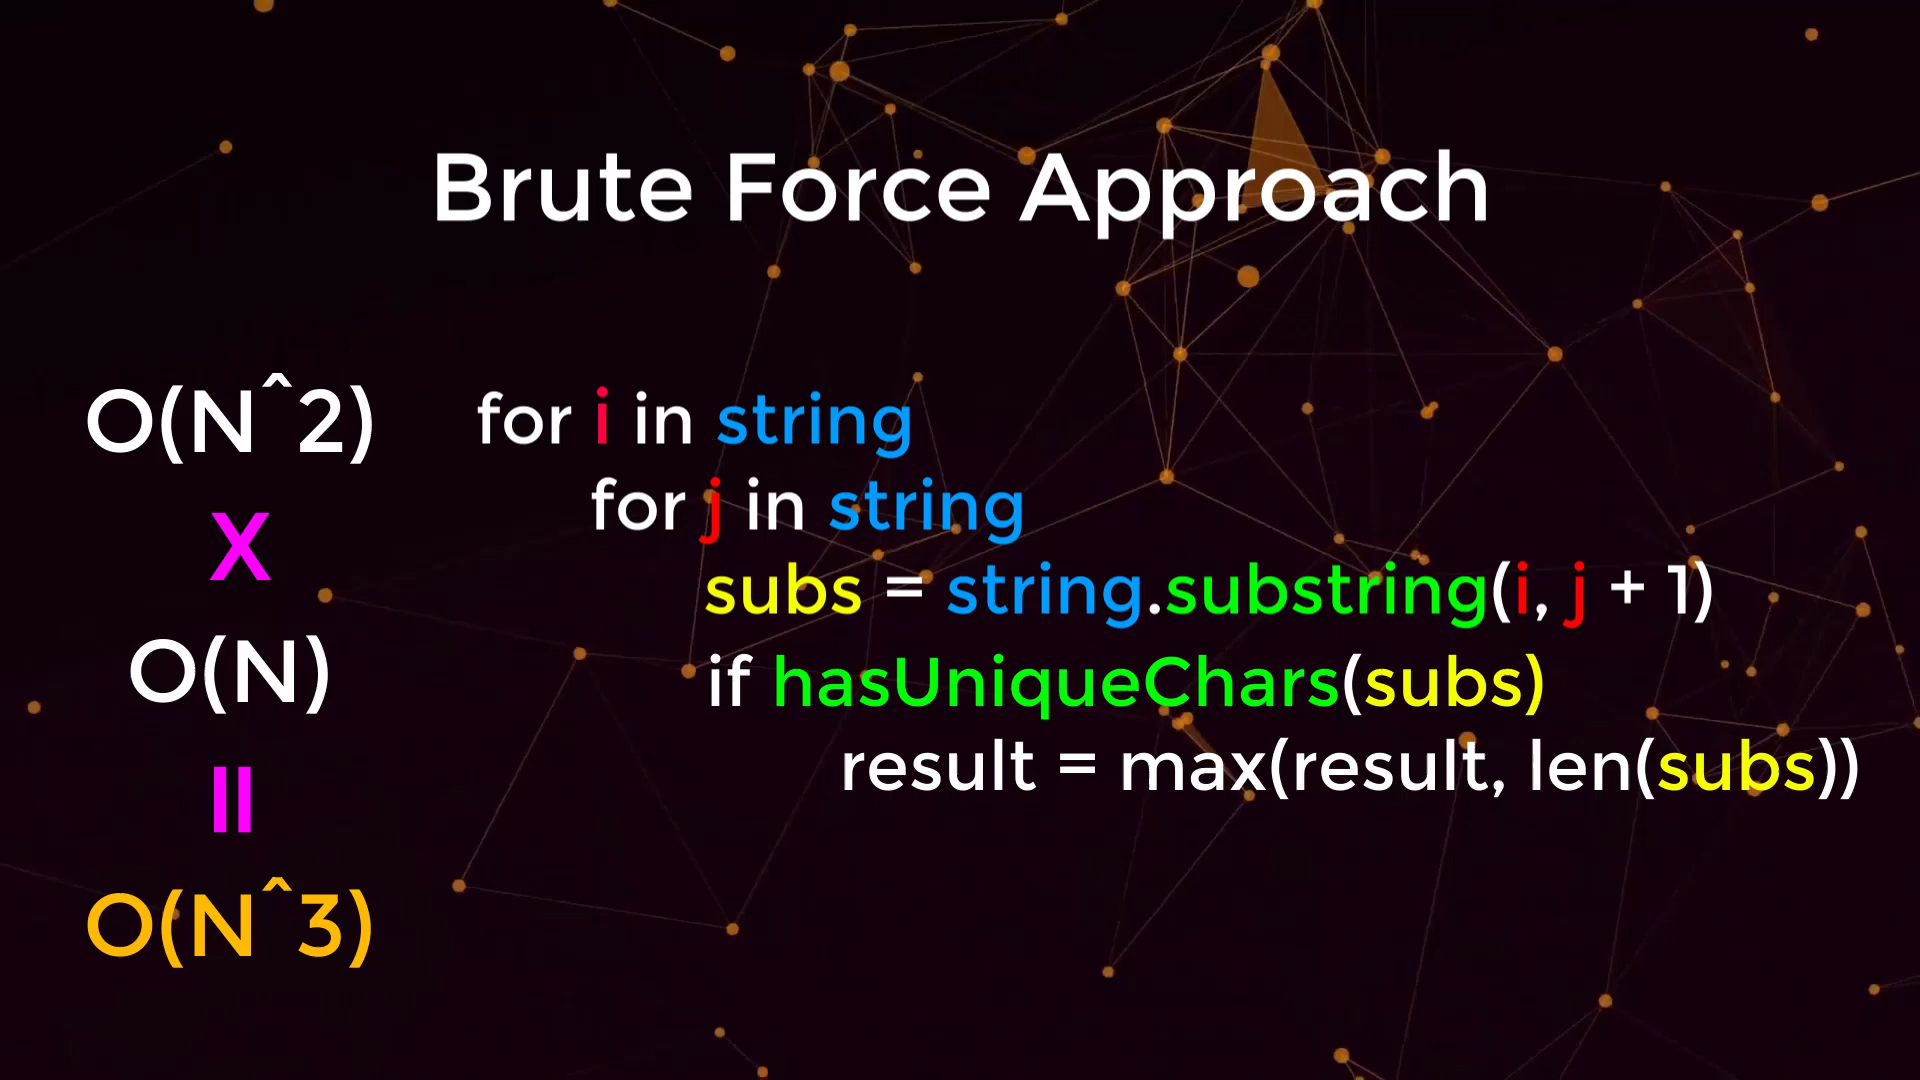 Brute Force Approach
O(N^2)
X
O(N)
=
O(N^3)
for i in string
for j in string
subs = string.substring(i, j + 1)
if hasUniqueChars(subs)
result = max(result, len(subs))